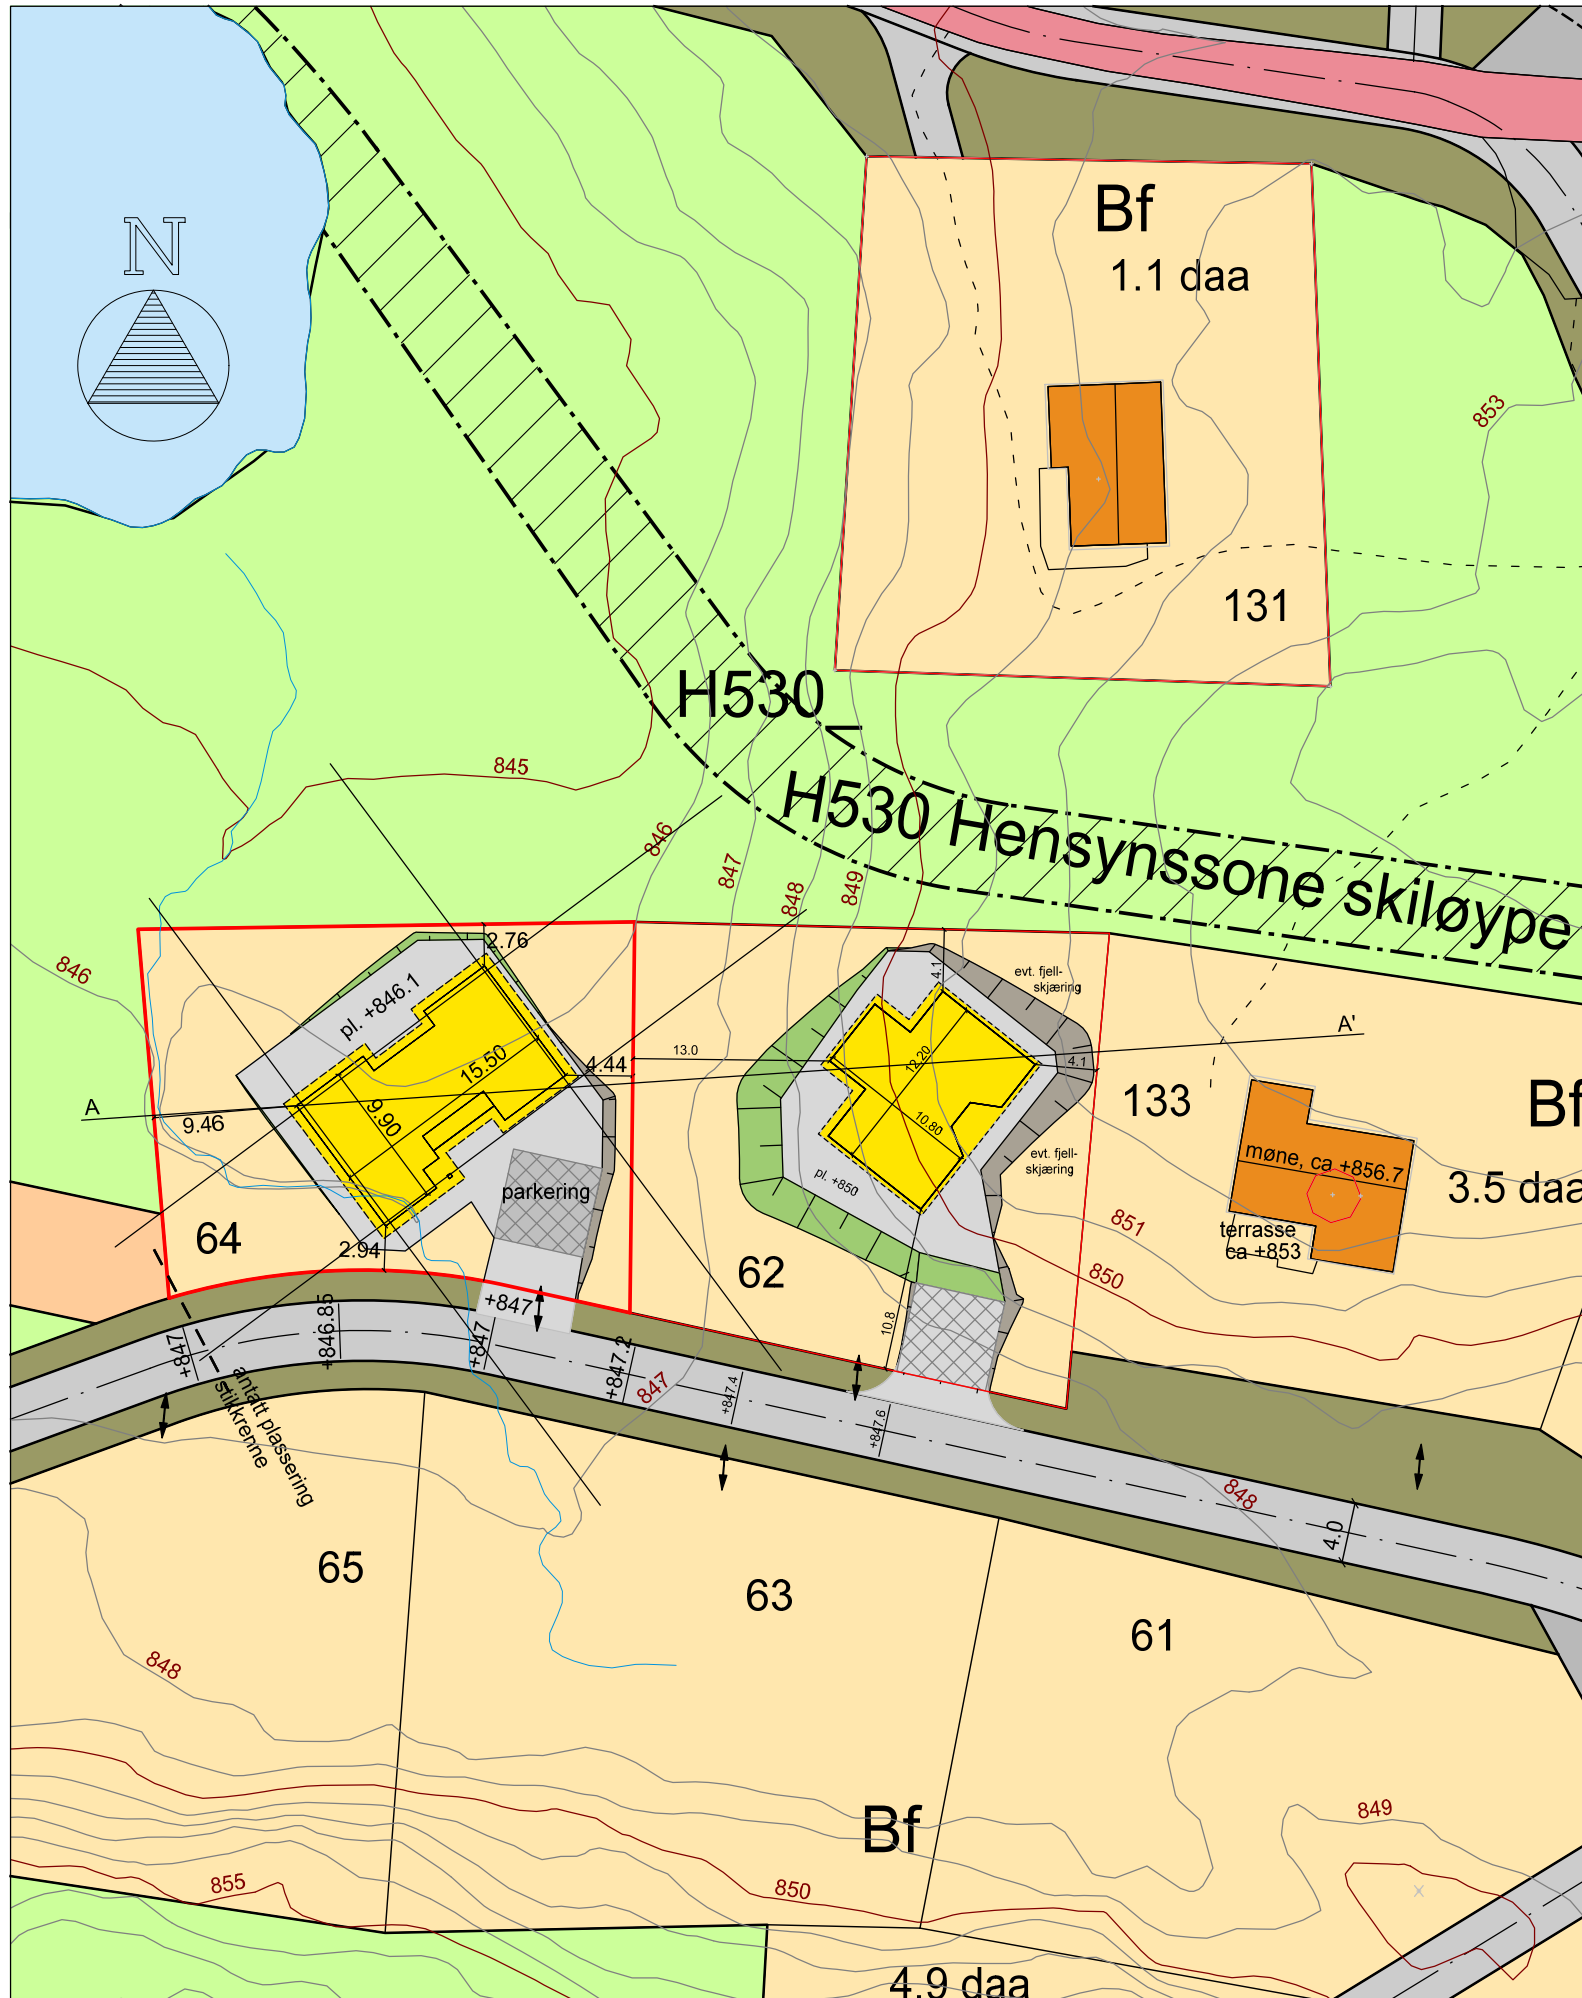 N
Bf
1.1 daa
853
131
H530
H530 Hensynssone skiløype
845
846
847
848
849
846
2.76
pl. +846.1
15.50
9.90
4.44
9.46
A
2.94
parkering
64
13.0
4.1
evt. fjell-
skjæring
4.1
12.20
10.80
evt. fjell-
skjæring
pl. +850
62
10.8
A'
133
Bf
3.5 daa
møne, ca +856.7
terrasse
ca +853
851
850
+847
+846.85
+847
+847
+847.2
847
+847.4
+847.6
antatt plassering
stikkrenne
848
4.0
65
63
61
848
Bf
849
855
850
4.9 daa